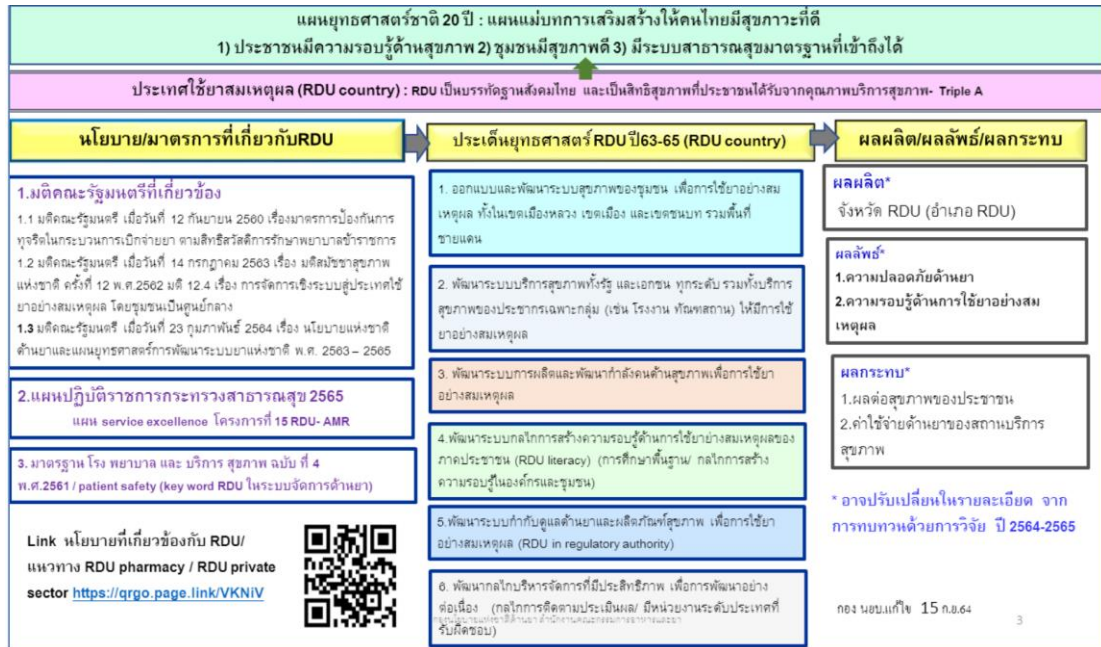 แผนยุทธศาสตร์ชาติ 20 ปี : แผนแม่บทการเสริมสร้างให้คนไทยมีสุขภาวะที่ดี
1) ประชาชนมีความรอบรู้ด้านสุขภาพ 2) ชุมชนมีสุขภาพดี 3) มีระบบสาธารณสุขมาตรฐานที่เข้าถึงได้
ประเทศใช้ยาสมเหตุผล (RDU country) : RDU เป็นบรรทัดฐานสังคมไทย และเป็นสิทธิสุขภาพที่ประชาชนได้รับจากคุณภาพบริการสุขภาพ- Triple A
นโยบาย/มาตรการที่เกี่ยวกับRDU
1.มติคณะรัฐมนตรีที่เกี่ยวข้อง
1.1 มติคณะรัฐมนตรี เมื่อวันที่ 12 กันยายน 2560 เรื่องมาตรการป้องกันการ
ทุจริตในกระบวนการเบิกจ่ายยา ตามสิทธิสวัสดิการรักษาพยาบาลข้าราชการ
1.2 มติคณะรัฐมนตรี เมื่อวันที่ 14 กรกฎาคม 2563 เรื่อง มติสมัชชาสุขภาพ
แห่งชาติ ครั้งที่ 12 พ.ศ.2562 มติ 12.4 เรื่อง การจัดการเชิงระบบสู่ประเทศใช้
ยาอย่างสมเหตุผล โดยชุมชนเป็นศูนย์กลาง
1.3 มติคณะรัฐมนตรี เมื่อวันที่ 23 กุมภาพันธ์ 2564 เรื่อง นโยบายแห่งชาติ
ด้านยาและแผนยุทธศาสตร์การพัฒนาระบบยาแห่งชาติ พ.ศ. 2563 – 2565
2.แผนปฏิบัติราชการกระทรวงสาธารณสุข 2565
แผน service excellence โครงการที่ 15 RDU- AMR
3. มาตรฐาน โรง พยาบาล และ บริการ สุขภาพ ฉบับ ที่ 4
พ.ศ.2561 / patient safety (key word RDU ในระบบจัดการด้านยา)
Link นโยบายที่เกี่ยวข้องกับ RDU/
แนวทาง RDU pharmacy / RDU private
sector https://qrgo.page.link/VKNiV
ประเด็นยุทธศาสตร์ RDU ปี63-65 (RDU country)
1. ออกแบบและพัฒนาระบบสุขภาพของชุมชน เพื่อการใช้ยาอย่างสม
เหตุผล ทั้งในเขตเมืองหลวง เขตเมือง และเขตชนบท รวมพื้นที่
ชายแดน
2. พัฒนาระบบบริการสุขภาพทั้งรัฐ และเอกชน ทุกระดับ รวมทั้งบริการ
สุขภาพของประชากรเฉพาะกลุ่ม (เช่น โรงงาน ทัณฑสถาน) ให้มีการใช้
ยาอย่างสมเหตุผล
3. พัฒนาระบบการผลิตและพัฒนากำลังคนด้านสุขภาพเพื่อการใช้ยา
อย่างสมเหตุผล
4.พัฒนาระบบกลไกการสร้างความรอบรู้ด้านการใช้ยาย่างสมเหตุผลของ
ภาคประชาชน (RDU literacy) (การศึกษาพื้นฐาน/ กลไกการสร้าง
ความรอบรู้ในองค์กรและชุมชน)
5.พัฒนาระบบกำกับดูแลด้านยาและผลิตภัณฑ์สุขภาพ เพื่อการใช้ยา
อย่างสมเหตุผล (RDU in regulatory authority)
6. พัฒนากลไกบริหารจัดการที่มีประสิทธิภาพ เพื่อการพัฒนาอย่าง
ต่อเนื่อง (กลไกการติดตามประเมินผล/ มีหน่วยงานระดับประเทศที่
กองนโยบายแห่งชาติด้านยา สำนักงานคณะกรรมการอาหารและยา
รับผิดชอบ)
ผลผลิต/ผลลัพธ์/ผลกระทบ
ผลผลิต*
จังหวัด RDU (อำเภอ RDU)
ผลลัพธ์*
1.ความปลอดภัยด้านยา
2.ความรอบรู้ด้านการใช้ยาอย่างสม
เหตุผล
ผลกระทบ*
1.ผลต่อสุขภาพของประชาชน
2.ค่าใช้จ่ายด้านยาของสถานบริการ
สุขภาพ
* อาจปรับเปลี่ยนในรายละเอียด จาก
การทบทวนด้วยการวิจัย ปี 2564-2565
กอง นยบ.แก้ไข 15 ก.ย.64
3